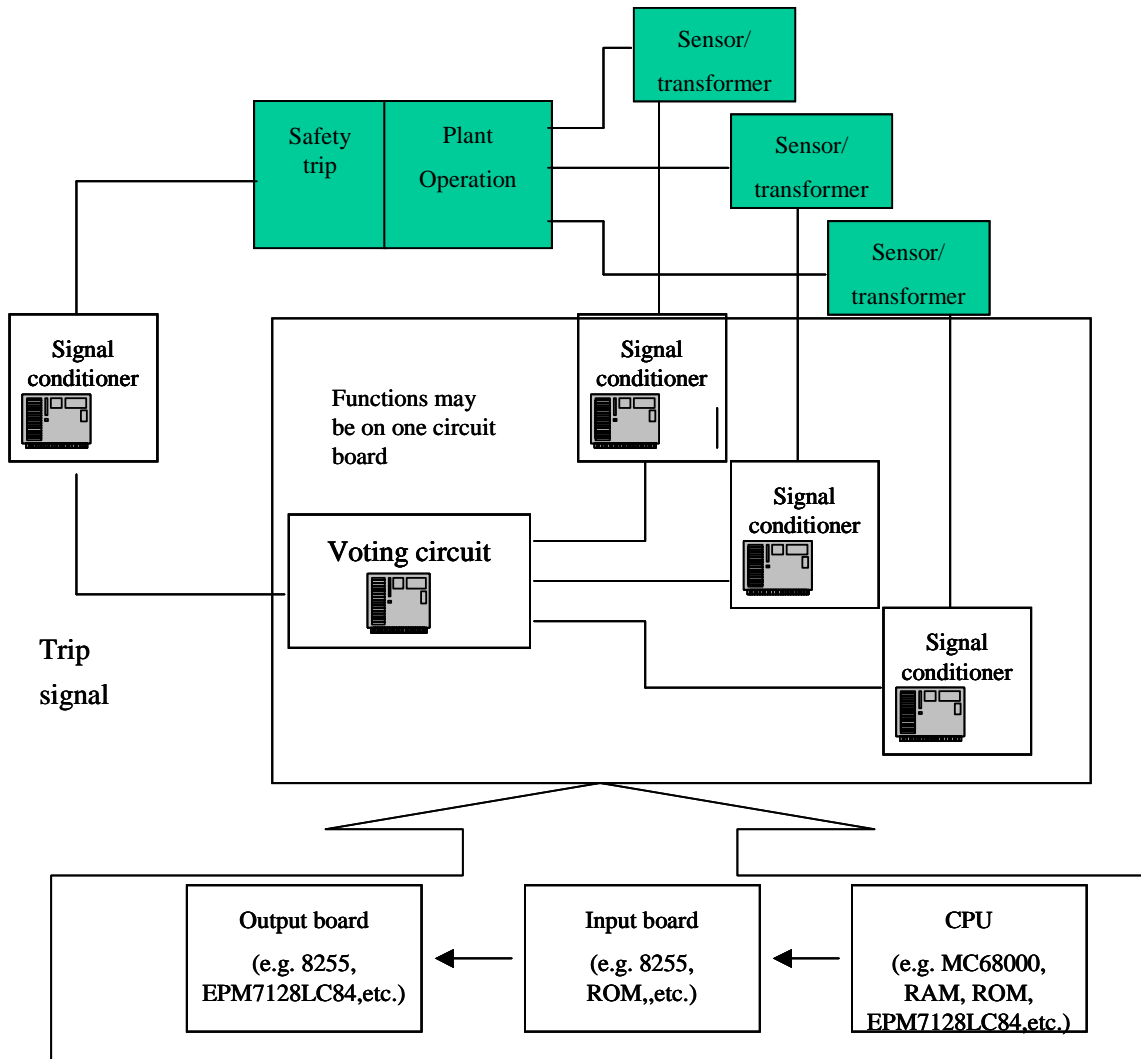 Sensor/
transformer
Safety
trip
Plant
Operation
Sensor/
transformer
Sensor/
transformer
Signal
conditioner
Signal
conditioner
Functions may
be on one circuit
board
Signal
conditioner
Voting circuit
Trip
signal
Signal
conditioner
Output board
(e.g. 8255,
EPM7128LC84,etc.)
Input board
(e.g. 8255,
ROM,,etc.)
CPU
(e.g. MC68000,
RAM, ROM,
EPM7128LC84,etc.)